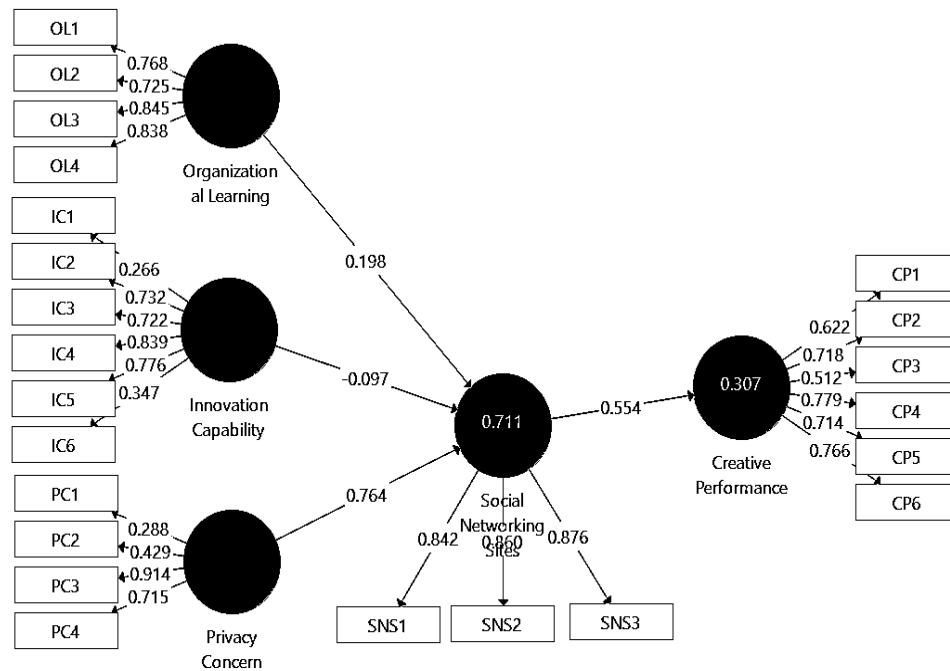 OL1
OL2
OL3
OL4
0.768
0.725
0.845
0.838
Organization
al Learning
0.198
IC1
IC2
IC3
IC4
IC5
IC6
0.266
0.732
0.722
0.839
0.776
0.347
Innovation
Capability
-0.097
PC1
PC2
PC3
PC4
0.288
0.429
0.914
0.715
Privacy
Concern
0.764
0.711
Social
Networking
Sites
0.842
0.860
0.876
SNS1
SNS2
SNS3
0.554
0.307
Creative
Performance
0.622
0.718
0.512
0.779
0.714
0.766
CP1
CP2
CP3
CP4
CP5
CP6